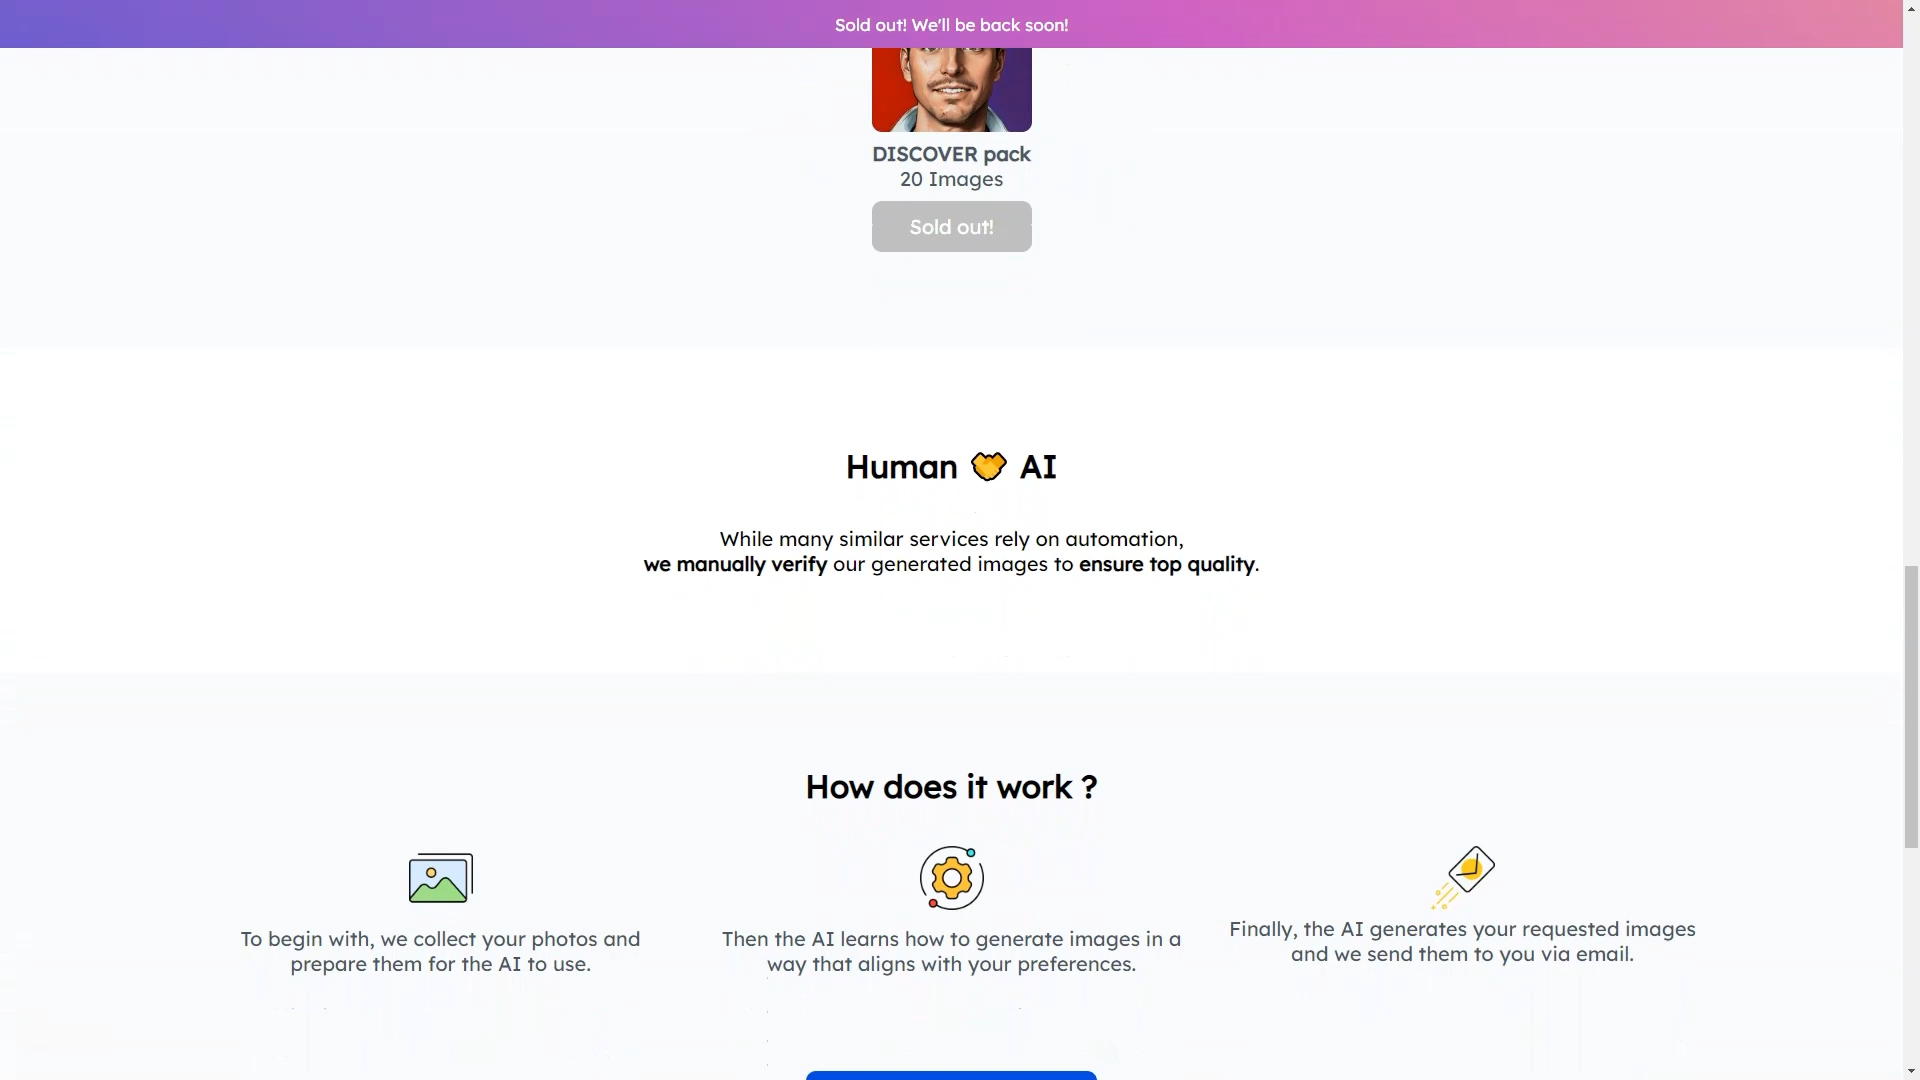 Sold out! We'll be back soon!
DISCOVER pack
20 Images
Sold out!
Human AI
While many similar services rely on automation,
we manually verify our generated images to ensure top quality.
How does it work ?
To begin with, we collect your photos and
prepare them for the AI to use.
Then the AI learns how to generate images in a
way that aligns with your preferences.
Finally, the AI generates your requested images
and we send them to you via email.